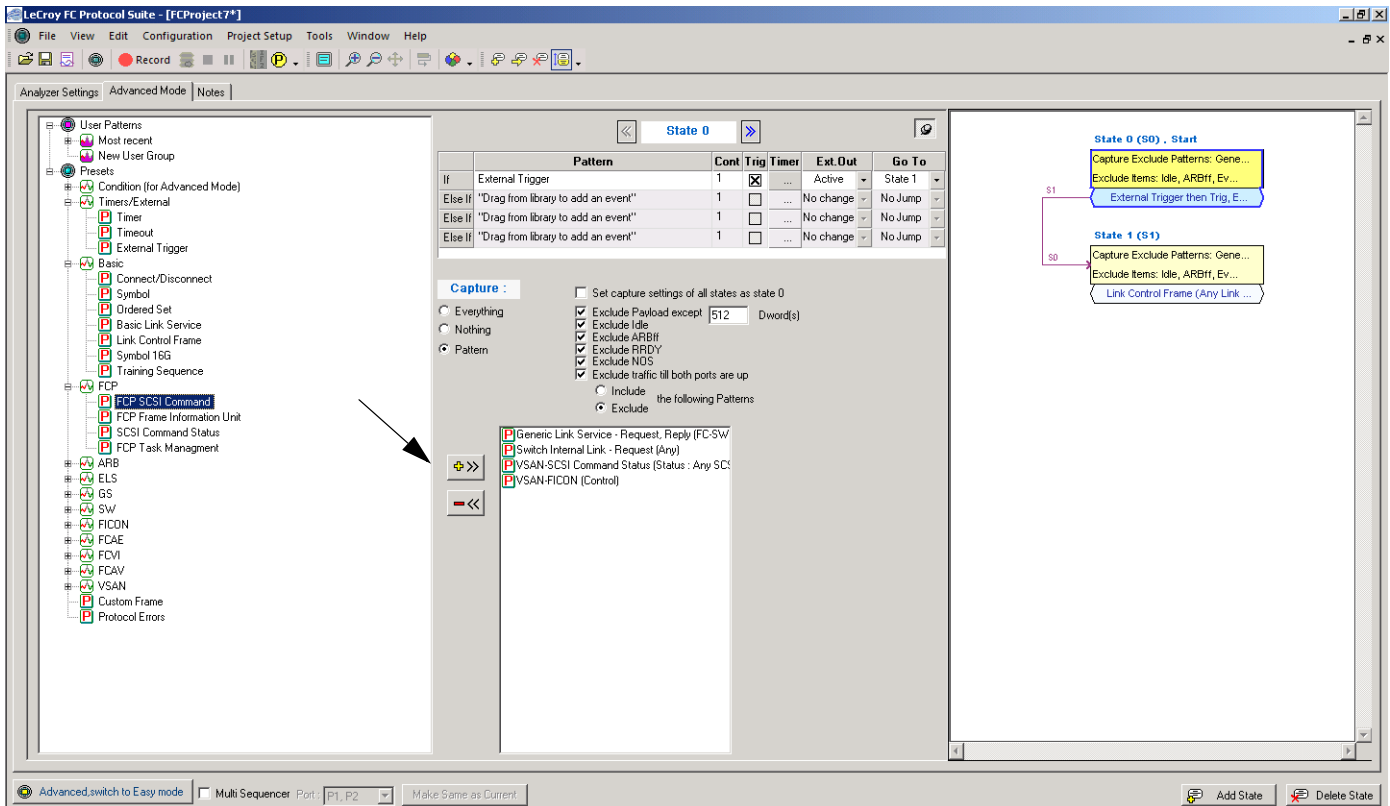 LeCroy FC Protocol Suite - [FCProject7*]
File View Edit Configuration Project Setup Tools Window Help
Record
Analyzer Settings Advanced Mode Notes
User Patterns
Most recent
New User Group
Presets
Condition (for Advanced Mode)
Timers/External
Timer
Timeout
External Trigger
Basic
Connect/Disconnect
Symbol
Ordered Set
Basic Link Service
Link Control Frame
Symbol 16G
Training Sequence
FCP
FCP SCSI Command
FCP Frame Information Unit
SCSI Command Status
FCP Task Managment
ARB
ELS
GS
SW
FICON
FCAE
FCVI
FCAV
VSAN
Custom Frame
Protocol Errors
State 0
Pattern Cont Trig Timer Ext.Out Go To
If External Trigger 1 ... Active State 1
Else If "Drag from library to add an event" 1 ... No change No Jump
Else If "Drag from library to add an event" 1 ... No change No Jump
Else If "Drag from library to add an event" 1 ... No change No Jump
Capture :
Everything
Nothing
Pattern
Set capture settings of all states as state 0
Exclude Payload except 512 Dword(s)
Exclude Idle
Exclude ARBff
Exclude RRDY
Exclude NOS
Exclude traffic till both ports are up
Include
Exclude
the following Patterns
Generic Link Service - Request, Reply (FC-SW
Switch Internal Link - Request (Any)
VSAN-SCSI Command Status (Status : Any SCS
VSAN-FICON (Control)
State 0 (S0) , Start
Capture Exclude Patterns: Gene...
Exclude Items: Idle, ARBff, Ev...
External Trigger then Trig, E...
S1
State 1 (S1)
S0
Capture Exclude Patterns: Gene...
Exclude Items: Idle, ARBff, Ev...
Link Control Frame (Any Link ...
Advanced,switch to Easy mode Multi Sequencer Port : P1, P2 Make Same as Current Add State Delete State